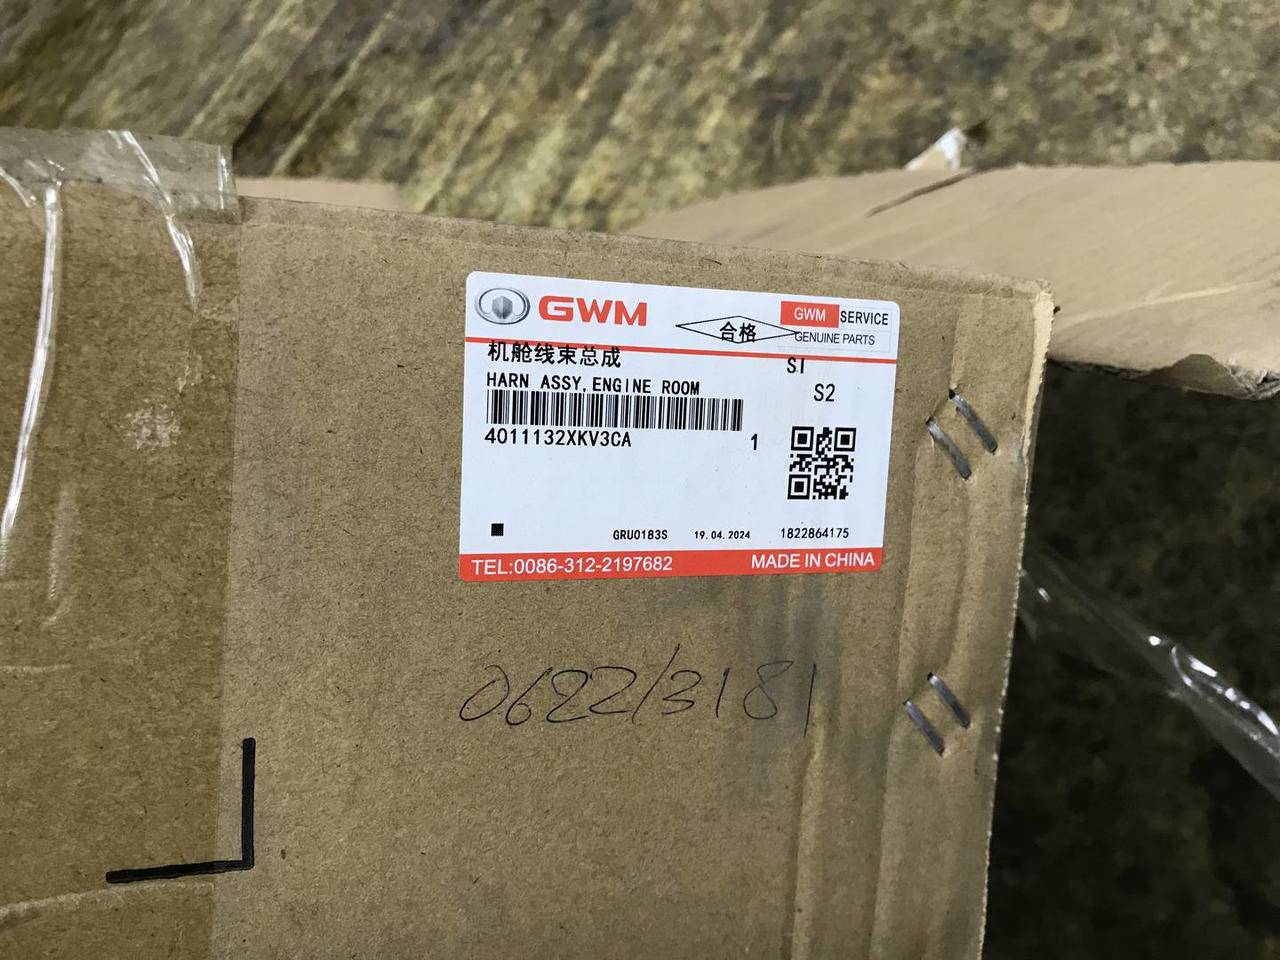 GWM
合格
GWM SERVICE
GENUINE PARTS
机舱线束总成
S1
HARN ASSY,ENGINE ROOM
S2
4011132XKV3CA
1
GRU0183S 19.04.2024 1822864175
TEL:0086-312-2197682 MADE IN CHINA
0622/3181